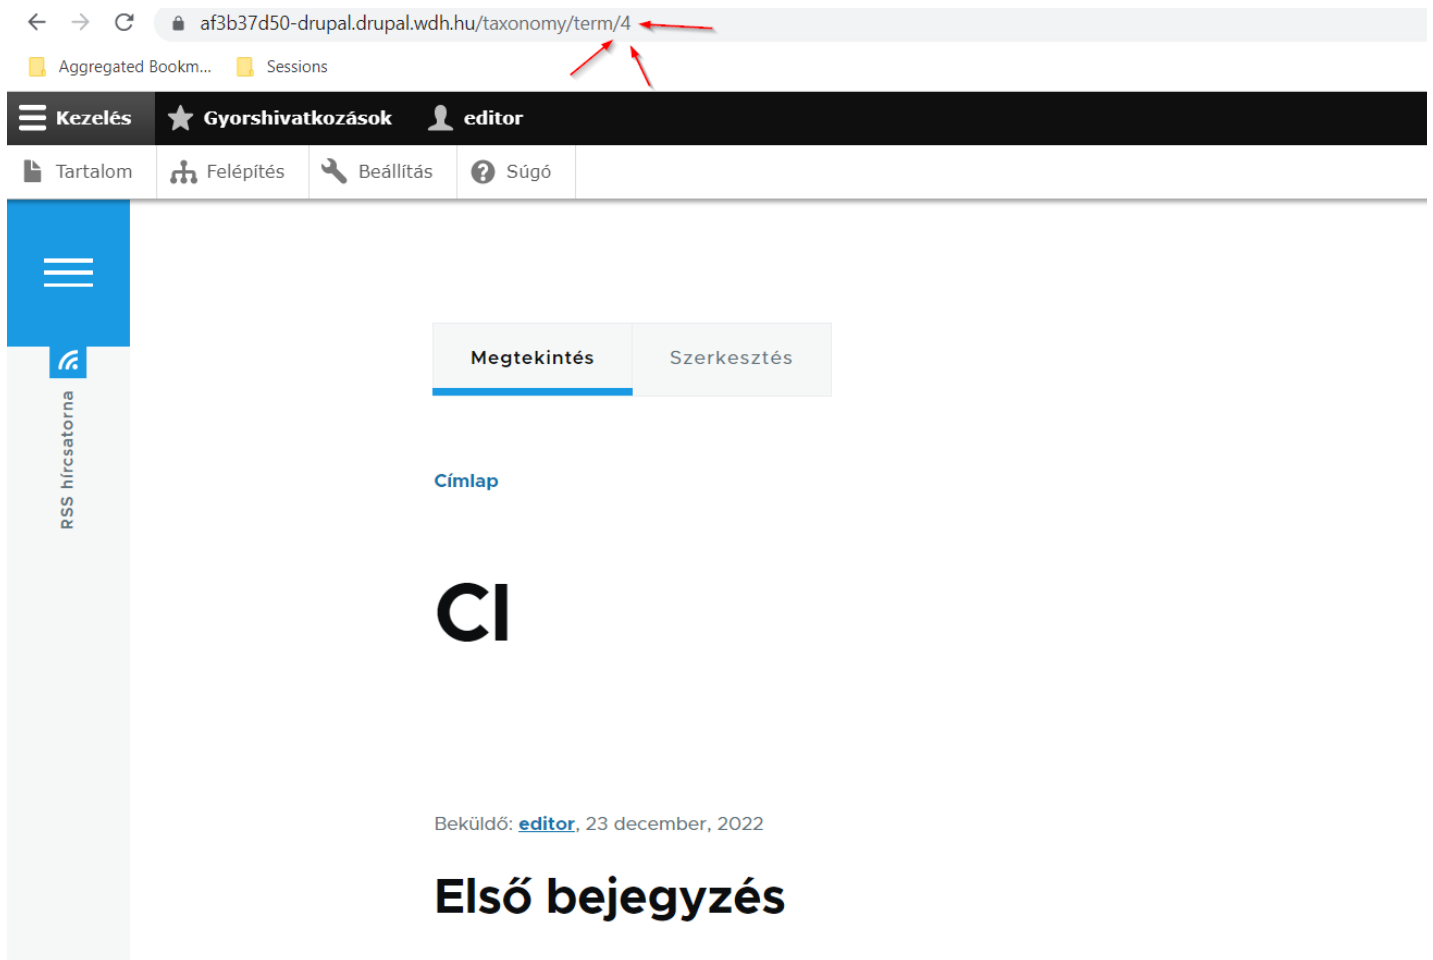 af3b37d50-drupal.drupal.wdh.hu/taxonomy/term/4
Aggregated Bookm... Sessions
Kezelés Gyorshivatkozások editor
Tartalom Felépítés Beállítás Súgó
Megtekintés Szerkesztés
RSS hírcsatorna
Címlap
CI
Beküldő: editor, 23 december, 2022
Első bejegyzés